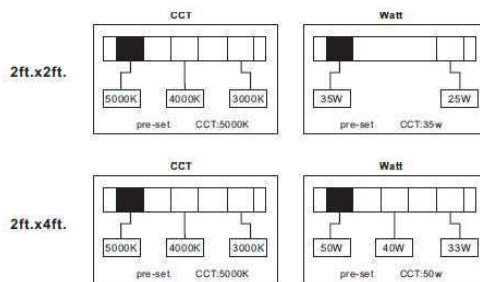 CCT Watt
2ft.x2ft.
5000K 4000K 3000K 35W 25W
pre-set CCT:5000K pre-set CCT:35w
CCT Watt
2ft.x4ft.
5000K 4000K 3000K 50W 40W 33W
pre-set CCT:5000K pre-set CCT:50w